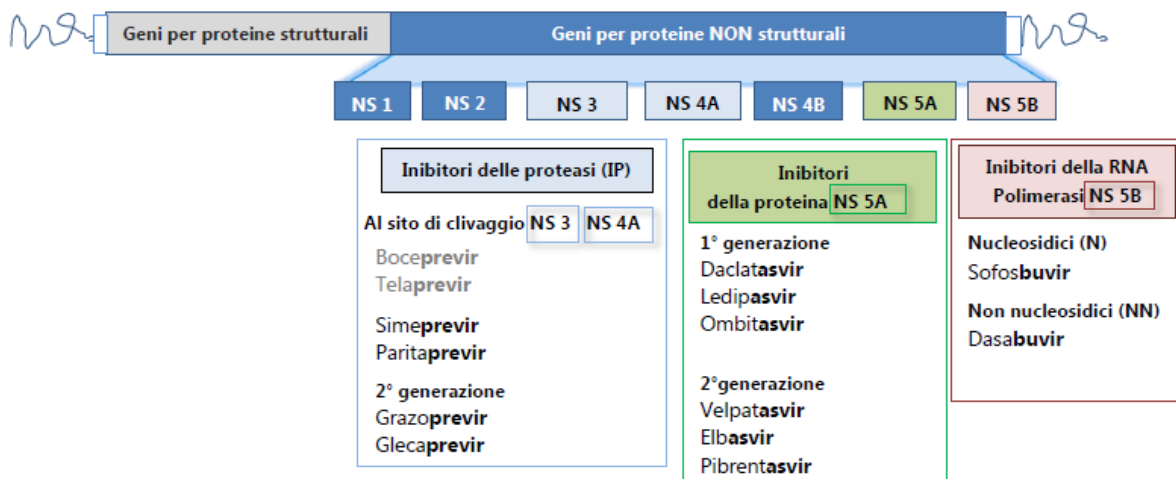 Geni per proteine strutturali
Geni per proteine NON strutturali
NS 1
NS 2
NS 3
NS 4A
NS 4B
NS 5A
NS 5B
Inibitori delle proteasi (IP)
Al sito di clivaggio NS 3 NS 4A
Boceprevir
Telaprevir
Simeprevir
Paritaprevir
2° generazione
Grazoprevir
Glecaprevir
Inibitori
della proteina NS 5A
1° generazione
Daclatasvir
Ledipasvir
Ombitasvir
2°generazione
Velpatasvir
Elbasvir
Pibrentasvir
Inibitori della RNA
Polimerasi NS 5B
Nucleosidici (N)
Sofosbuvir
Non nucleosidici (NN)
Dasabuvir